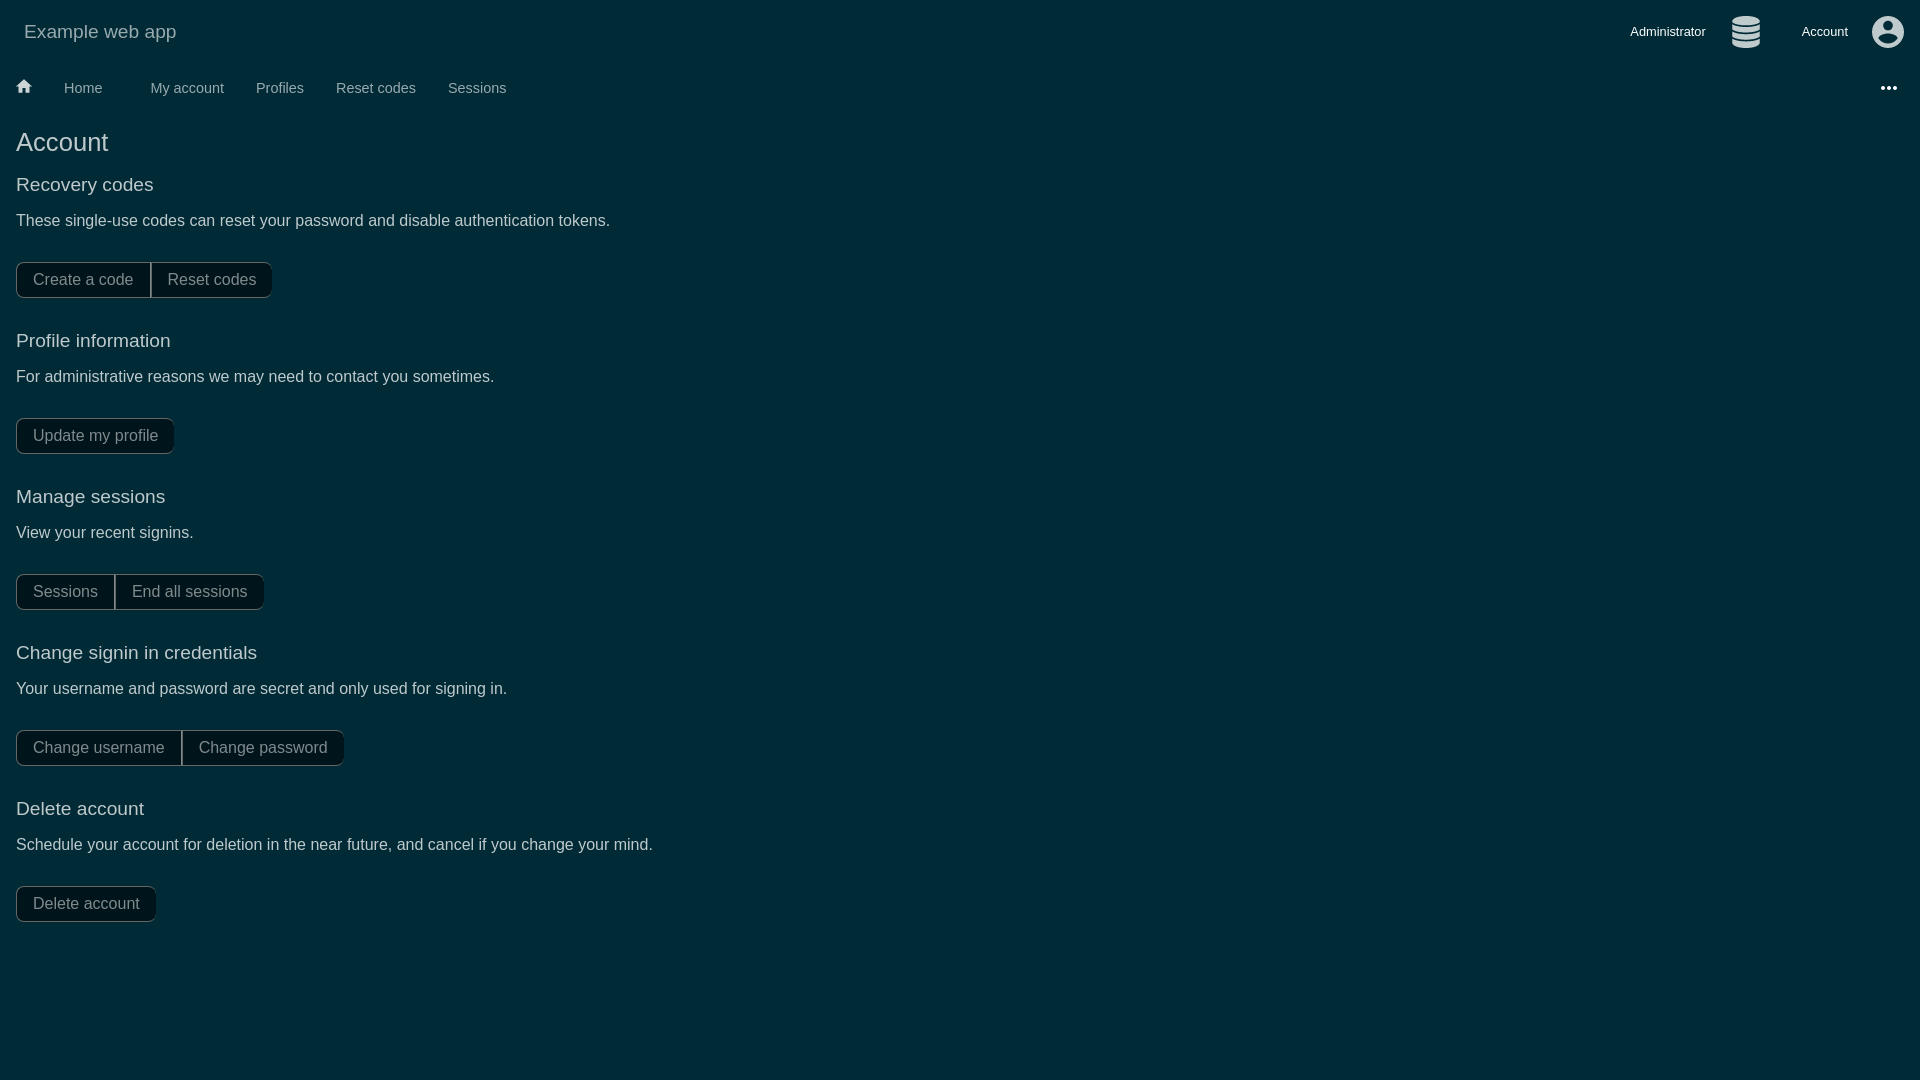 Example web app
Administrator
Account
Home
My account
Profiles
Reset codes
Sessions
Account
Recovery codes
These single-use codes can reset your password and disable authentication tokens.
Create a code
Reset codes
Profile information
For administrative reasons we may need to contact you sometimes.
Update my profile
Manage sessions
View your recent signins.
Sessions
End all sessions
Change signin in credentials
Your username and password are secret and only used for signing in.
Change username
Change password
Delete account
Schedule your account for deletion in the near future, and cancel if you change your mind.
Delete account